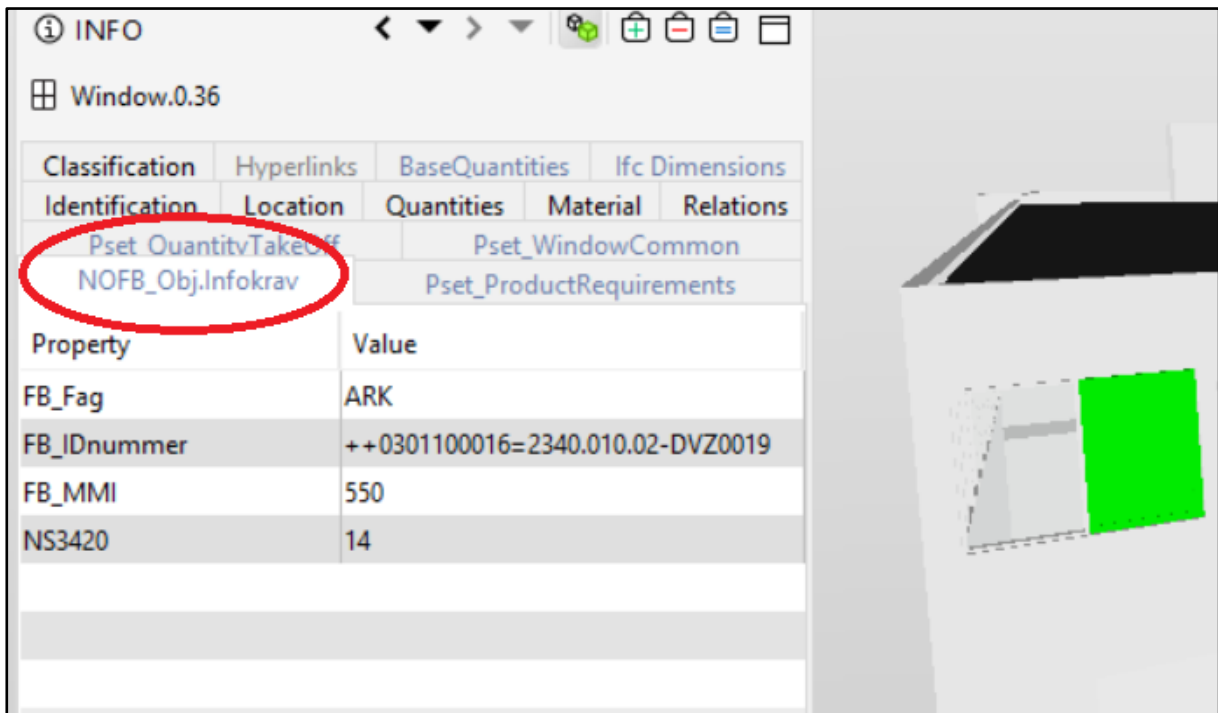 INFO
Window.0.36
Classification Hyperlinks BaseQuantities Ifc Dimensions
Identification Location Quantities Material Relations
Pset_QuantityTakeOff Pset_WindowCommon
NOFB_Obj.Infokrav Pset_ProductRequirements
Property Value
FB_Fag ARK
FB_IDnummer ++0301100016=2340.010.02-DVZ0019
FB_MMI 550
NS3420 14